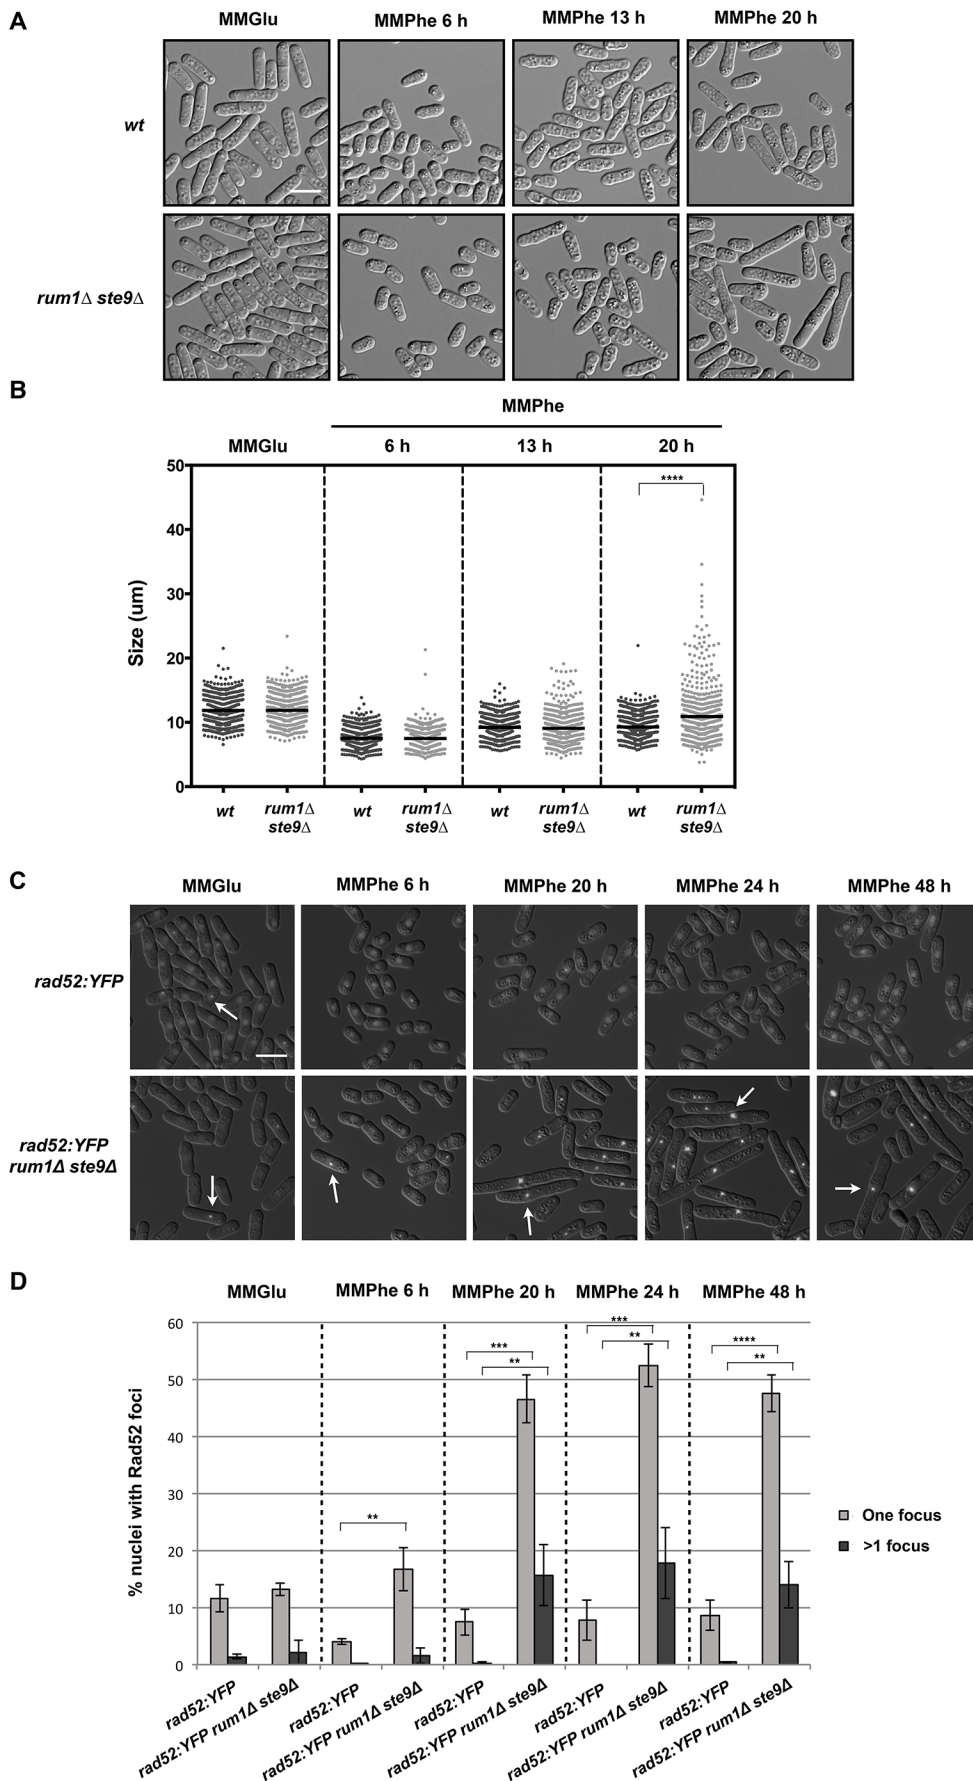 A
MMGlu MMPhe 6 h MMPhe 13 h MMPhe 20 h
wt
rum1Δ ste9Δ
B
MMPhe
MMGlu 6 h 13 h 20 h
Size (um)
50
40
30
20
10
0
****
wt rum1Δ wt rum1Δ wt rum1Δ wt rum1Δ
ste9Δ ste9Δ ste9Δ ste9Δ
C
MMGlu MMPhe 6 h MMPhe 20 h MMPhe 24 h MMPhe 48 h
rad52:YFP
rad52:YFP
rum1Δ ste9Δ
D
MMGlu MMPhe 6 h MMPhe 20 h MMPhe 24 h MMPhe 48 h
% nuclei with Rad52 foci
60
50
40
30
20
10
0
**
***
**
***
**
****
**
One focus
>1 focus
rad52:YFP
rad52:YFP rum1Δ ste9Δ
rad52:YFP
rad52:YFP rum1Δ ste9Δ
rad52:YFP
rad52:YFP rum1Δ ste9Δ
rad52:YFP
rad52:YFP rum1Δ ste9Δ
rad52:YFP
rad52:YFP rum1Δ ste9Δ